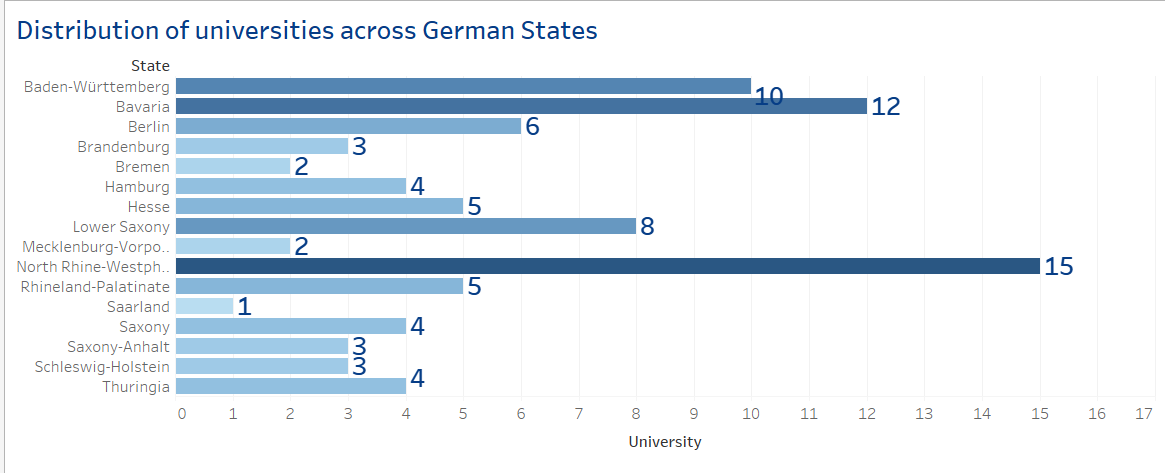 Distribution of universities across German States
State
Baden-Württemberg
10
Bavaria
12
Berlin
6
Brandenburg
3
Bremen
2
Hamburg
4
Hesse
5
Lower Saxony
8
Mecklenburg-Vorpo..
2
North Rhine-Westph..
15
Rhineland-Palatinate
5
Saarland
1
Saxony
4
Saxony-Anhalt
3
Schleswig-Holstein
3
Thuringia
4
0 1 2 3 4 5 6 7 8 9 10 11 12 13 14 15 16 17
University